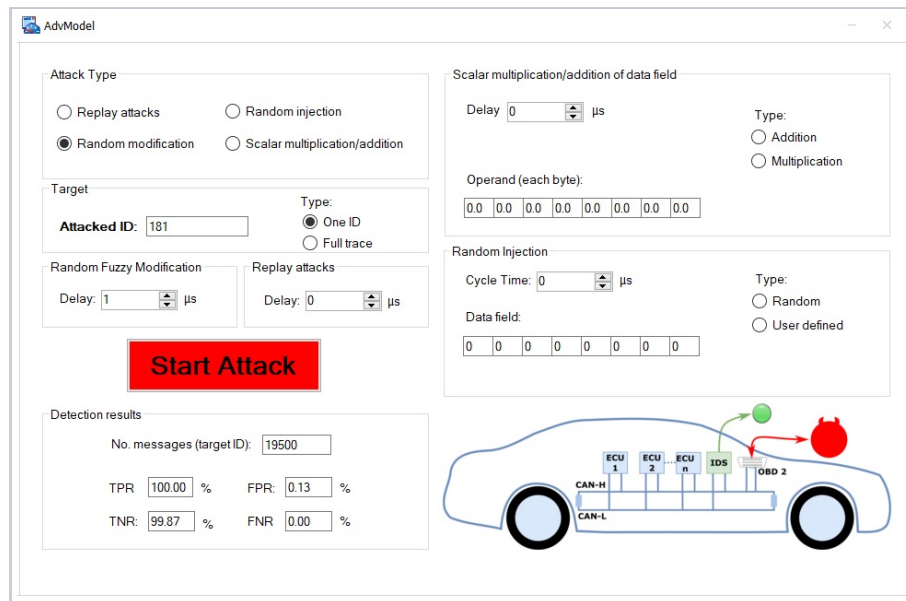 AdvModel
Attack Type
Replay attacks
Random injection
Random modification
Scalar multiplication/addition
Target
Attacked ID: 181
Type:
One ID
Full trace
Random Fuzzy Modification
Delay: 1 µs
Replay attacks
Delay: 0 µs
Start Attack
Detection results
No. messages (target ID): 19500
TPR 100.00 % FPR: 0.13 %
TNR: 99.87 % FNR 0.00 %
Scalar multiplication/addition of data field
Delay 0 µs
Type:
Addition
Multiplication
Operand (each byte):
0.0 0.0 0.0 0.0 0.0 0.0 0.0 0.0
Random Injection
Cycle Time: 0 µs
Type:
Random
User defined
Data field:
0 0 0 0 0 0 0 0
ECU 1
ECU 2
ECU n
IDS
OBD 2
CAN-H
CAN-L